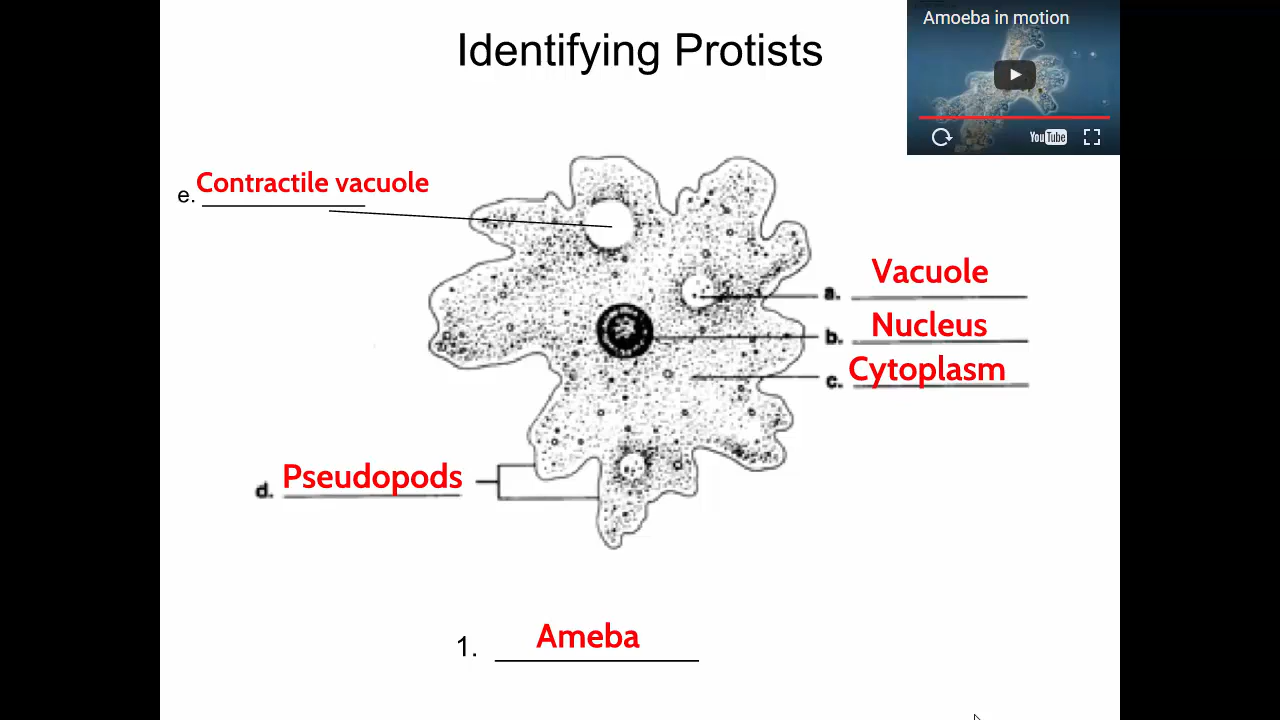 Identifying Protists
Amoeba in motion
YouTube
e. Contractile vacuole
a. Vacuole
b. Nucleus
c. Cytoplasm
d. Pseudopods
1. Ameba